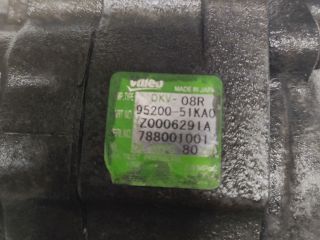 Valeo
MADE IN JAPAN
DKV-08R
95200-51KA0
Z0006291A
788001001
80